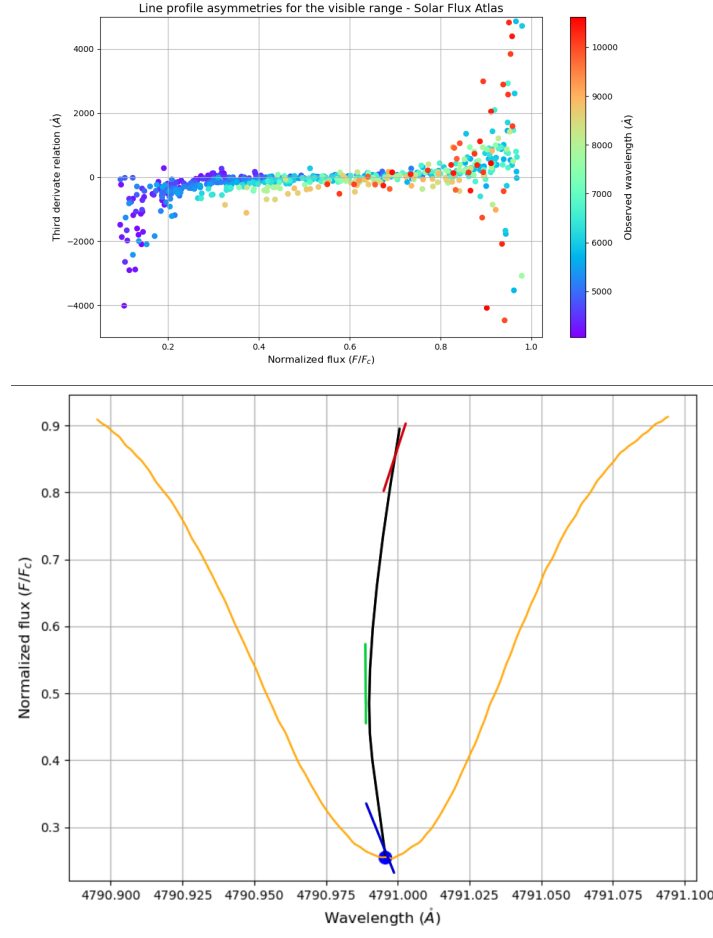 Line profile asymmetries for the visible range - Solar Flux Atlas
Third derivate relation (Å)
4000
2000
0
−2000
−4000
0.2 0.4 0.6 0.8 1.0
Normalized flux (F/Fc)
10000
9000
8000
7000
6000
5000
Observed wavelength (Å)
Normalized flux (F/Fc)
0.9
0.8
0.7
0.6
0.5
0.4
0.3
4790.900 4790.925 4790.950 4790.975 4791.000 4791.025 4791.050 4791.075 4791.100
Wavelength (Å)